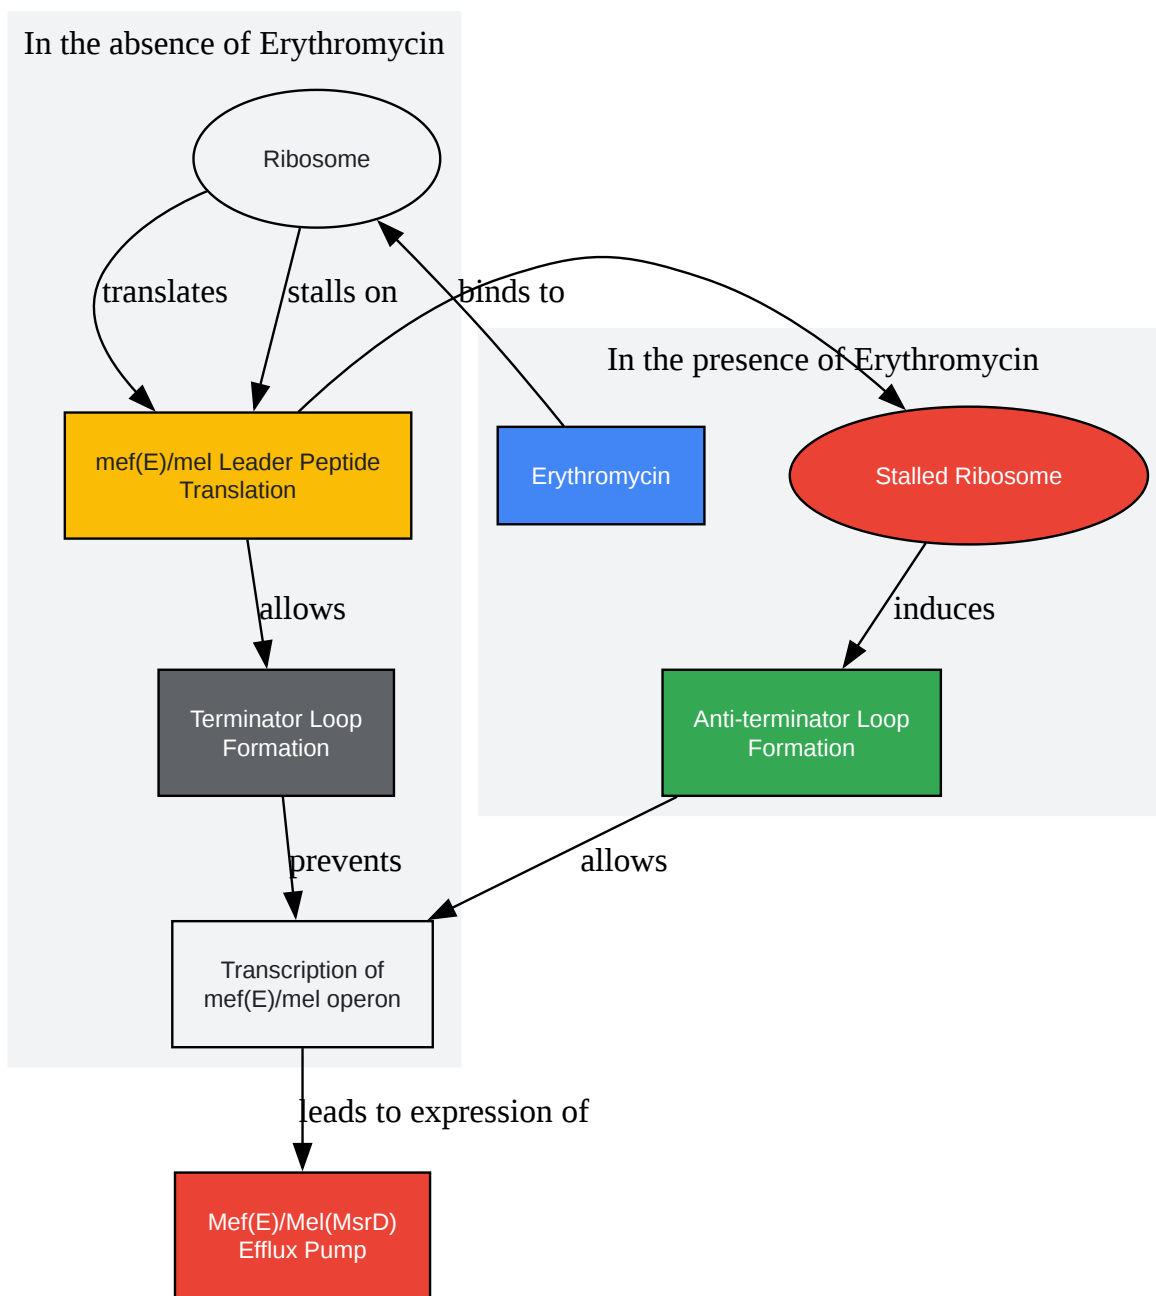 In the absence of Erythromycin
Ribosome
translates
stalls on
binds to
In the presence of Erythromycin
mef(E)/mel Leader Peptide
Translation
Erythromycin
Stalled Ribosome
allows
induces
Terminator Loop
Formation
Anti-terminator Loop
Formation
prevents
allows
Transcription of
mef(E)/mel operon
leads to expression of
Mef(E)/Mel(MsrD)
Efflux Pump